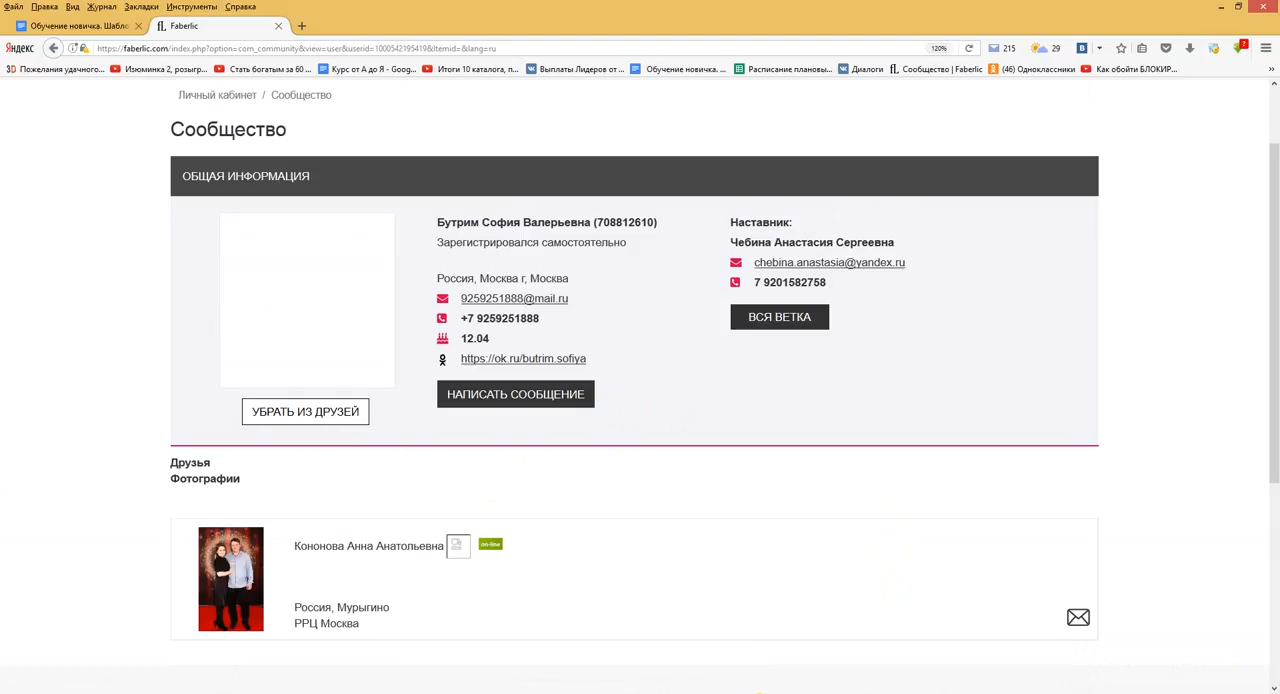 Файл Правка Вид Журнал Закладки Инструменты Справка
Обучение новичка. Шабло Faberlic
Яндекс https://faberlic.com/index.php?option=com_community&view=user&userid=1000542195419&Itemid=&lang=ru 120% 215 29 7
Пожелания удачного... Изюминка 2, розыгр... Стать богатым за 60 ... Курс от А до Я - Goog... Итоги 10 каталога, п... Выплаты Лидеров от ... Обучение новичка. ... Расписание плановы... Диалоги Сообщество | Faberlic (46) Одноклассники Как обойти БЛОКИР...
Личный кабинет / Сообщество
Сообщество
ОБЩАЯ ИНФОРМАЦИЯ
Бутрим София Валерьевна (708812610)
Зарегистрировался самостоятельно
Россия, Москва г, Москва
9259251888@mail.ru
+7 9259251888
12.04
https://ok.ru/butrim.sofiya
НАПИСАТЬ СООБЩЕНИЕ
УБРАТЬ ИЗ ДРУЗЕЙ
Наставник:
Чебина Анастасия Сергеевна
chebina.anastasia@yandex.ru
7 9201582758
ВСЯ ВЕТКА
Друзья
Фотографии
Кононова Анна Анатольевна on-line
Россия, Мурыгино
РРЦ Москва